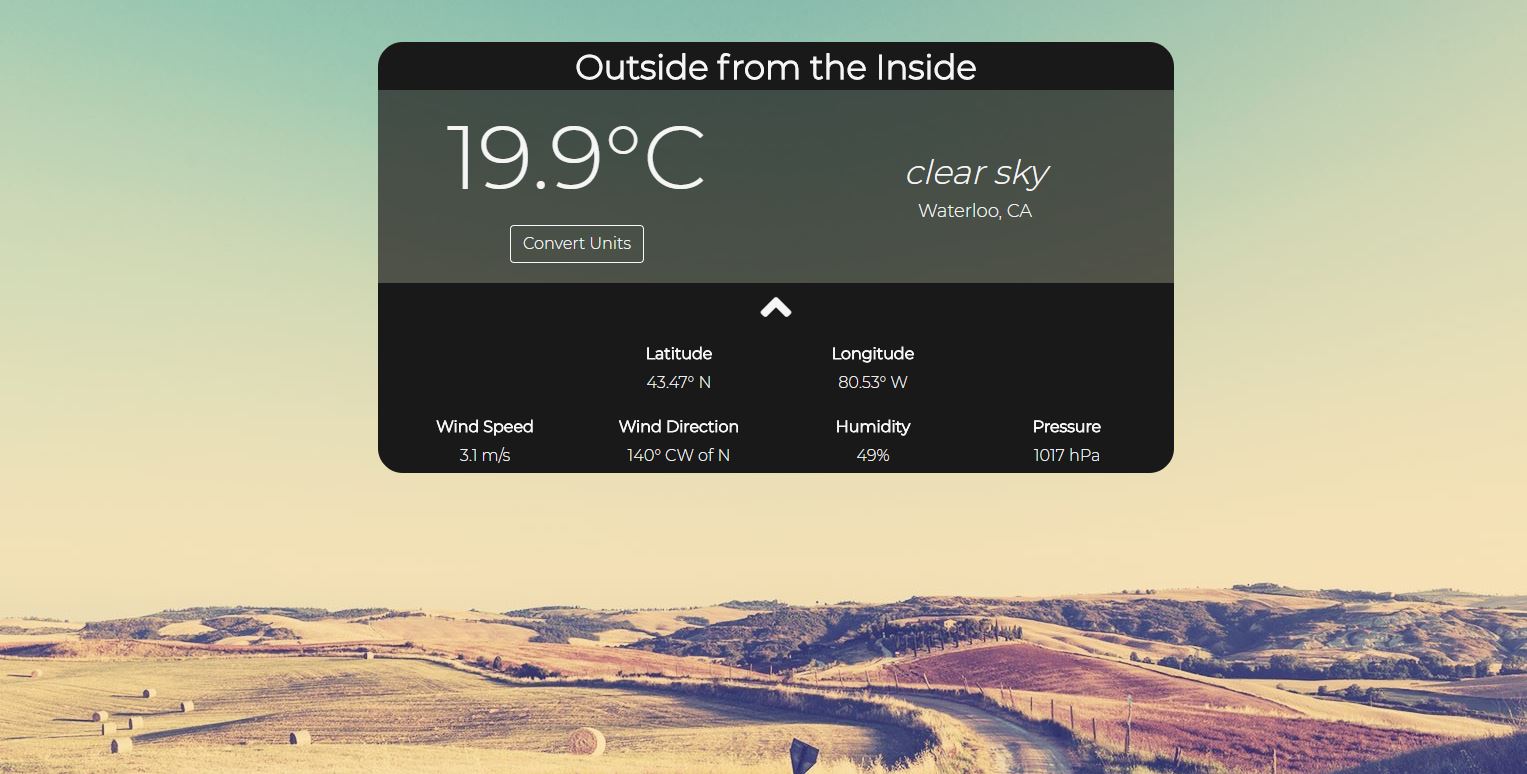 Outside from the Inside
19.9°C
clear sky
Waterloo, CA
Convert Units
Latitude Longitude
43.47° N 80.53° W
Wind Speed Wind Direction Humidity Pressure
3.1 m/s 140° CW of N 49% 1017 hPa